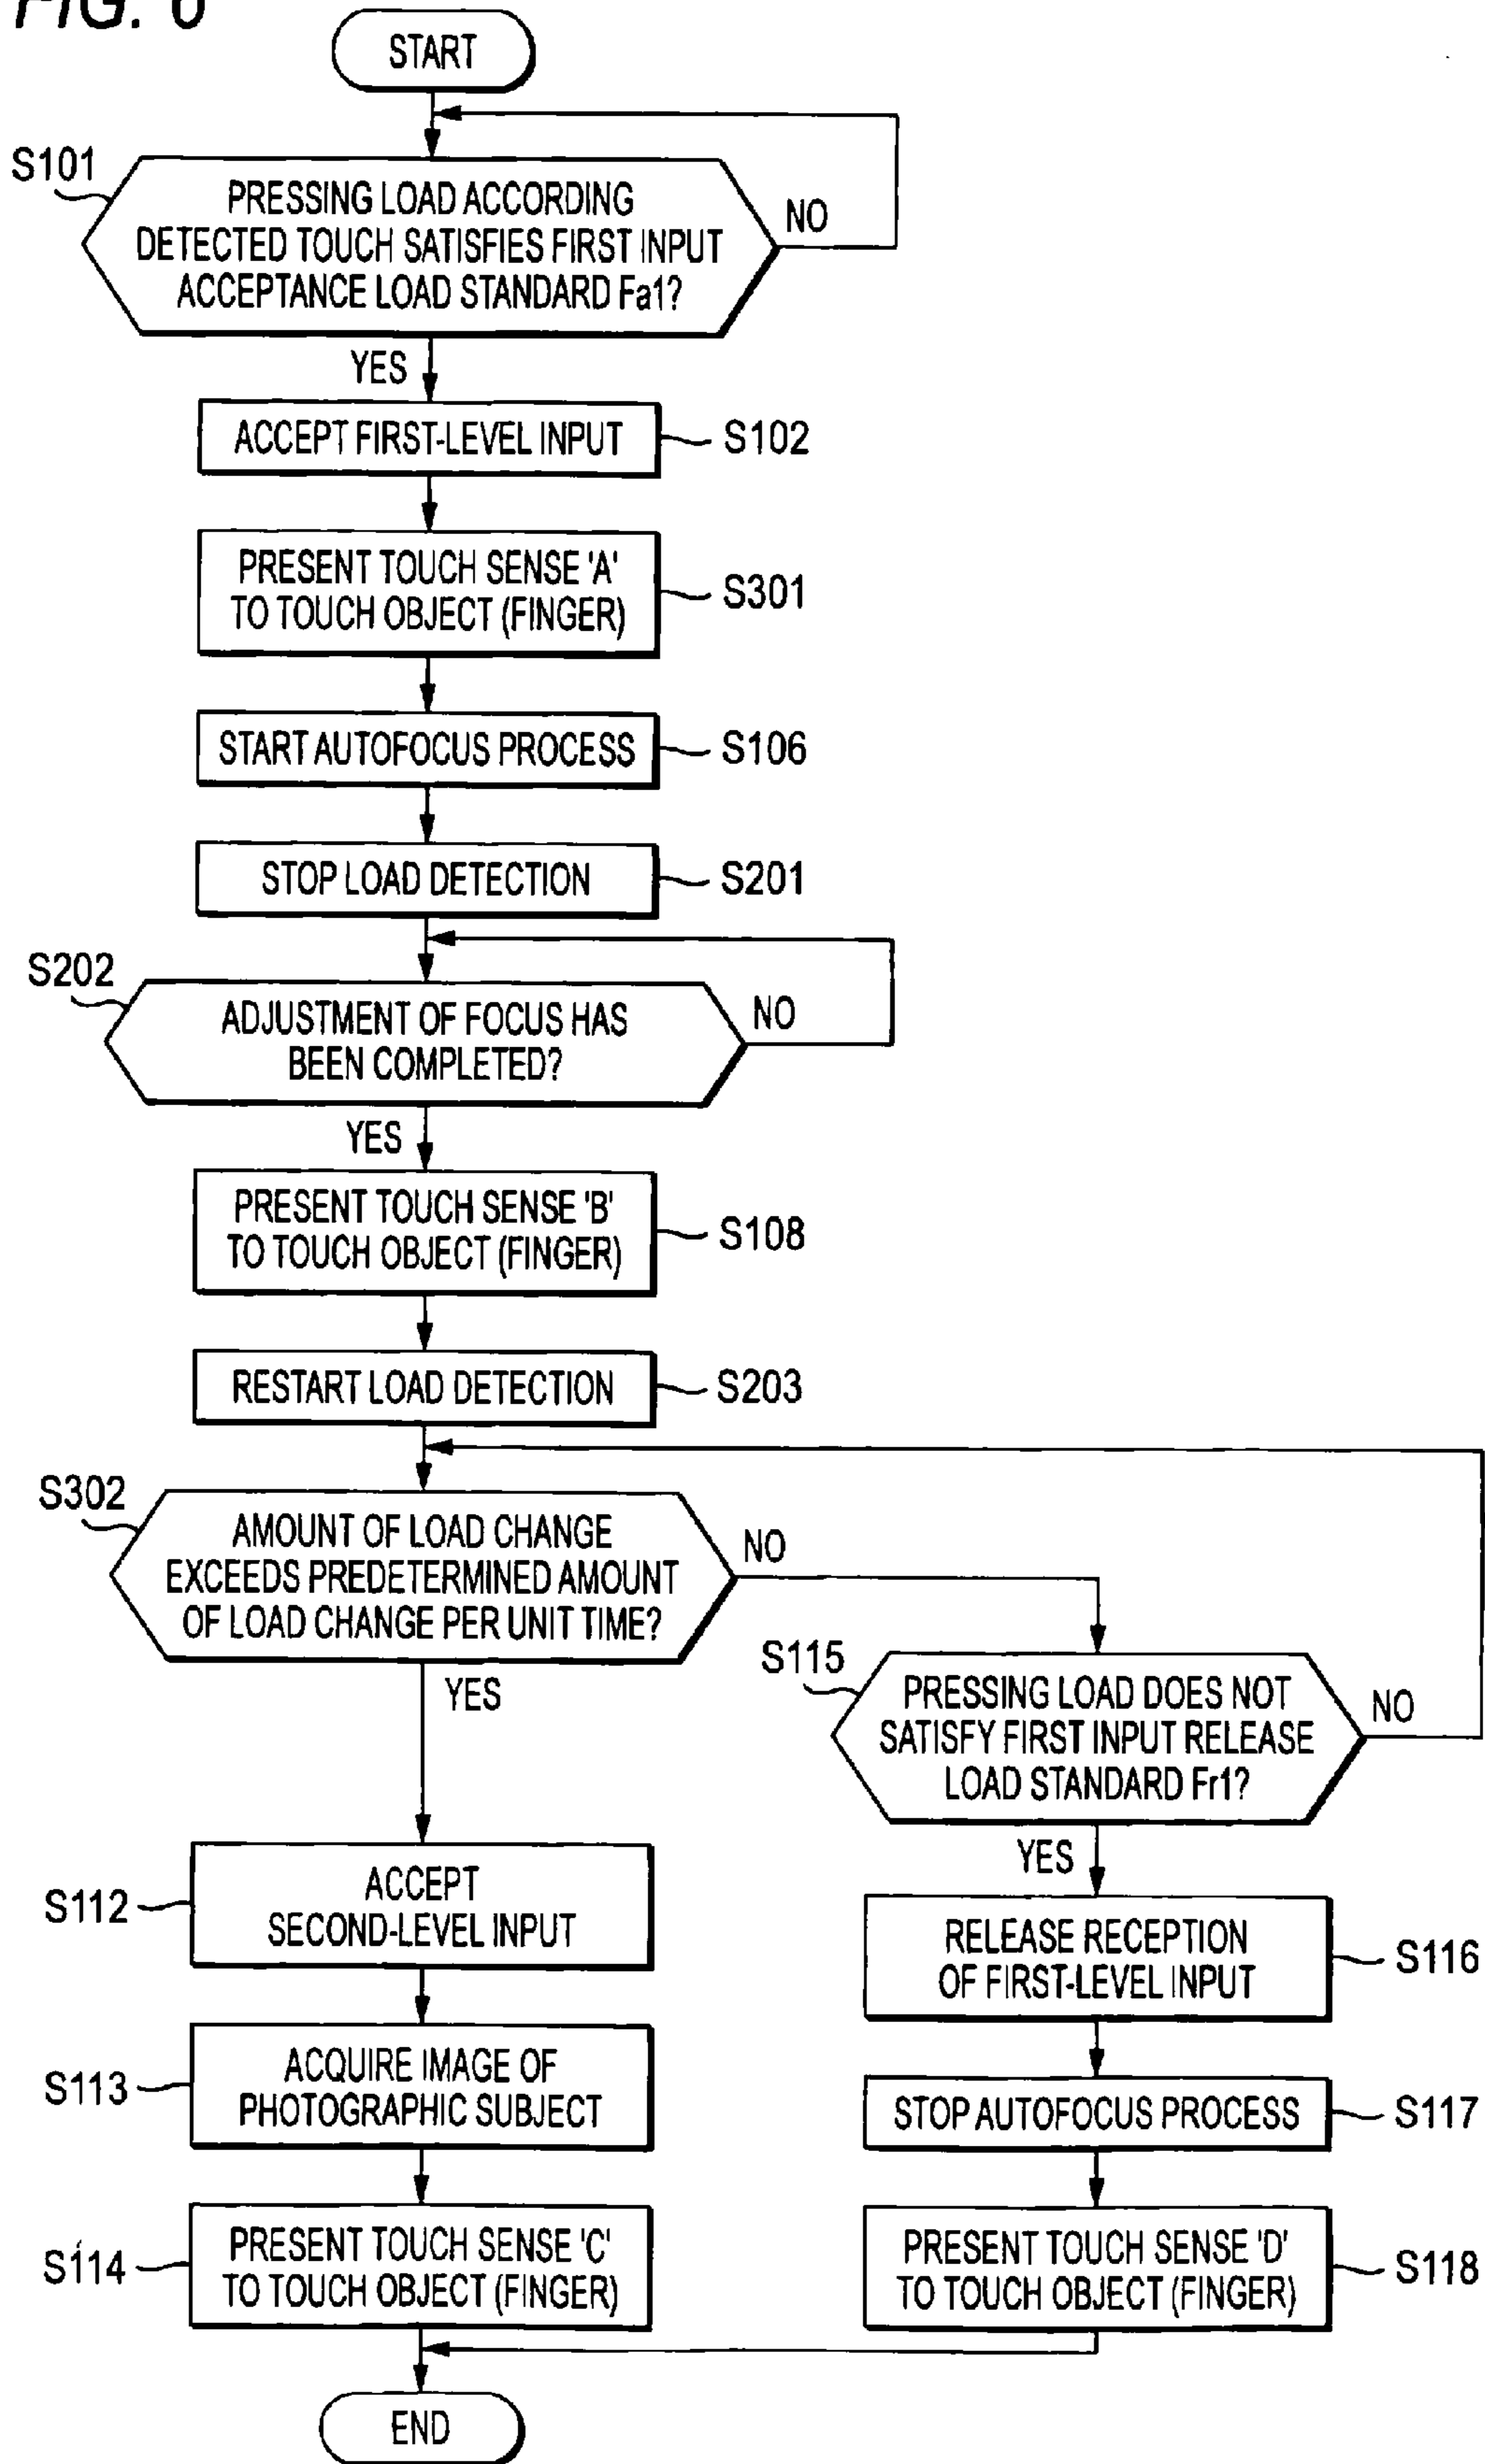 FIG. 6
START
S101
PRESSING LOAD ACCORDING
DETECTED TOUCH SATISFIES FIRST INPUT
ACCEPTANCE LOAD STANDARD Fa1?
NO
YES
ACCEPT FIRST-LEVEL INPUT
S102
PRESENT TOUCH SENSE 'A'
TO TOUCH OBJECT (FINGER)
S301
START AUTOFOCUS PROCESS
S106
STOP LOAD DETECTION
S201
S202
ADJUSTMENT OF FOCUS HAS
BEEN COMPLETED?
NO
YES
PRESENT TOUCH SENSE 'B'
TO TOUCH OBJECT (FINGER)
S108
RESTART LOAD DETECTION
S203
S302
AMOUNT OF LOAD CHANGE
EXCEEDS PREDETERMINED AMOUNT
OF LOAD CHANGE PER UNIT TIME?
NO
YES
S115
PRESSING LOAD DOES NOT
SATISFY FIRST INPUT RELEASE
LOAD STANDARD Fr1?
NO
YES
S112
ACCEPT
SECOND-LEVEL INPUT
RELEASE RECEPTION
OF FIRST-LEVEL INPUT
S116
S113
ACQUIRE IMAGE OF
PHOTOGRAPHIC SUBJECT
STOP AUTOFOCUS PROCESS
S117
S114
PRESENT TOUCH SENSE 'C'
TO TOUCH OBJECT (FINGER)
PRESENT TOUCH SENSE 'D'
TO TOUCH OBJECT (FINGER)
S118
END